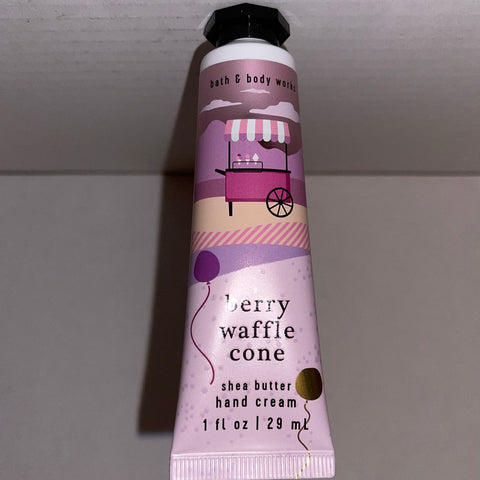 bath & body works
berry
waffle
cone
shea butter
hand cream
1 fl oz | 29 mL